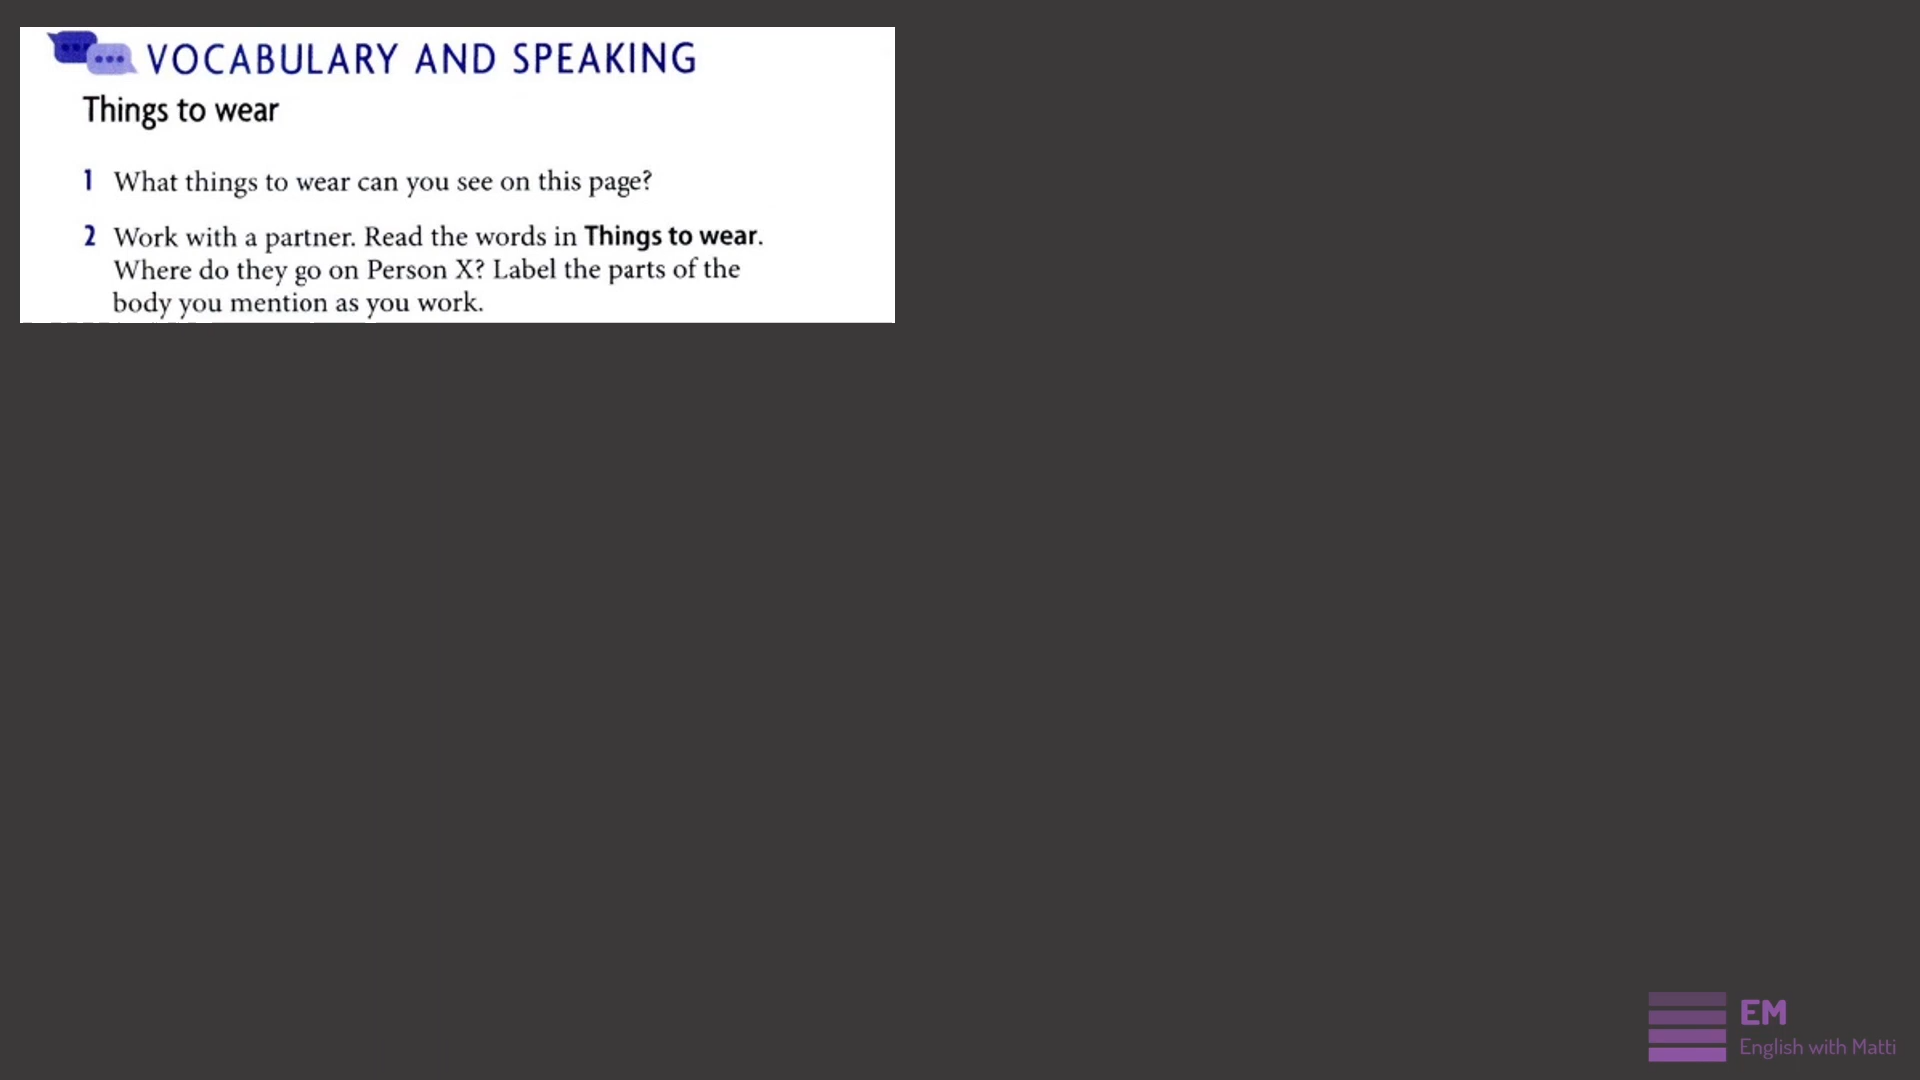 VOCABULARY AND SPEAKING
Things to wear
1 What things to wear can you see on this page?
2 Work with a partner. Read the words in Things to wear.
Where do they go on Person X? Label the parts of the
body you mention as you work.
EM
English with Matti